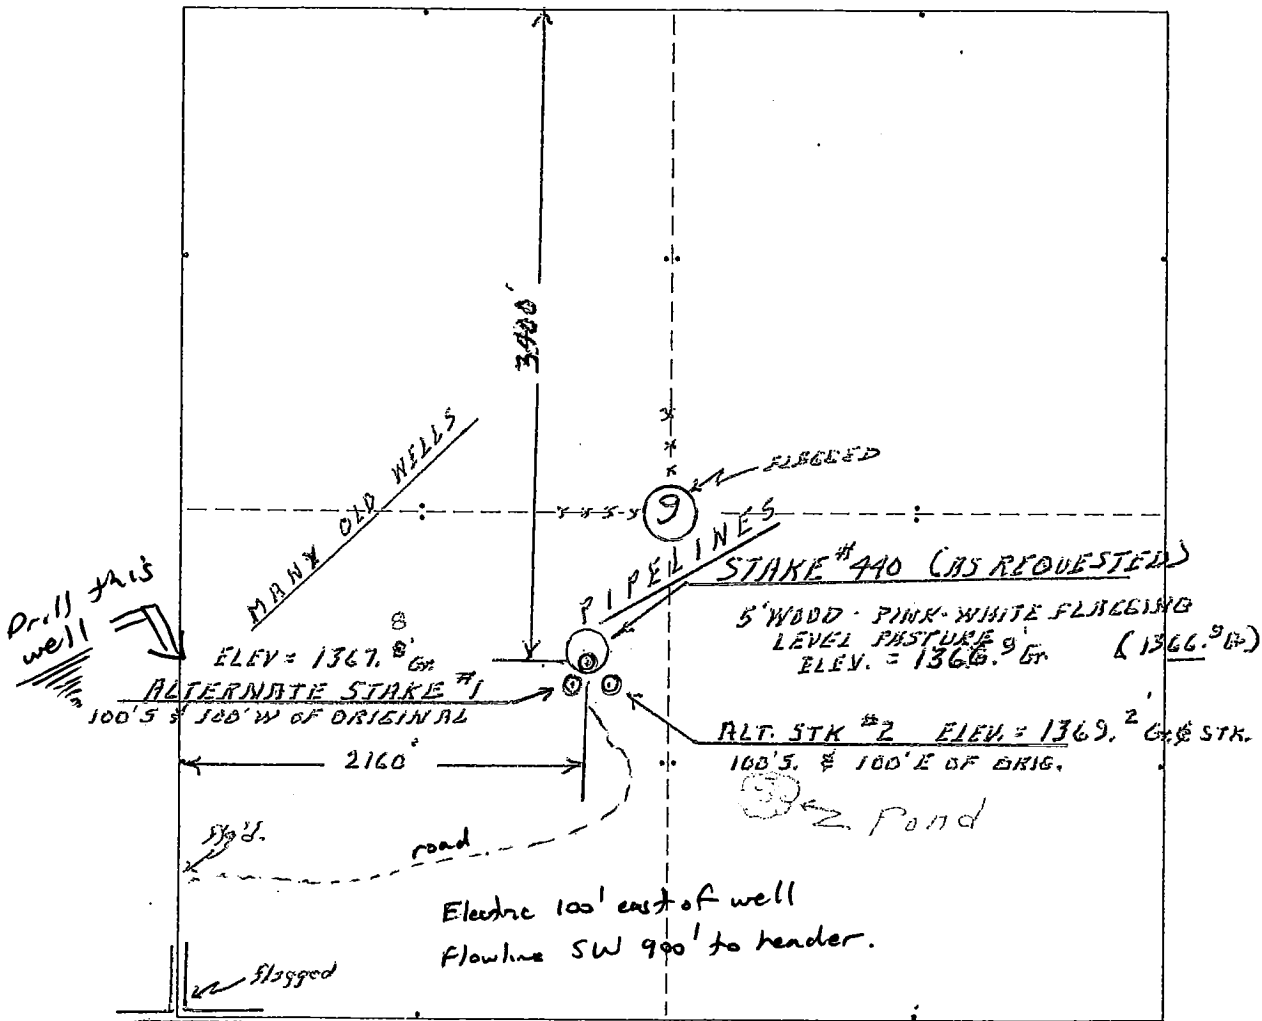 3400'
MANY OLD WELLS
FLAGGED
9
PIPELINES
STAKE #440 (AS REQUESTED)
5' WOOD - PINK-WHITE FLAGGING
LEVEL PASTURE
ELEV. = 1366.9' Gr. (1366.9 Gr)
Drill this
well
8
ELEV = 1367.8' Gr.
ALTERNATE STAKE #1
100'S & 100'W OF ORIGINAL
ALT. STK #2 ELEV. = 1369.2' Gr. @ STK.
100'S. & 100'E OF ORIG.
2160'
Pond
flg'd.
road
Electric 100' east of well
Flowline SW 900' to header.
flagged